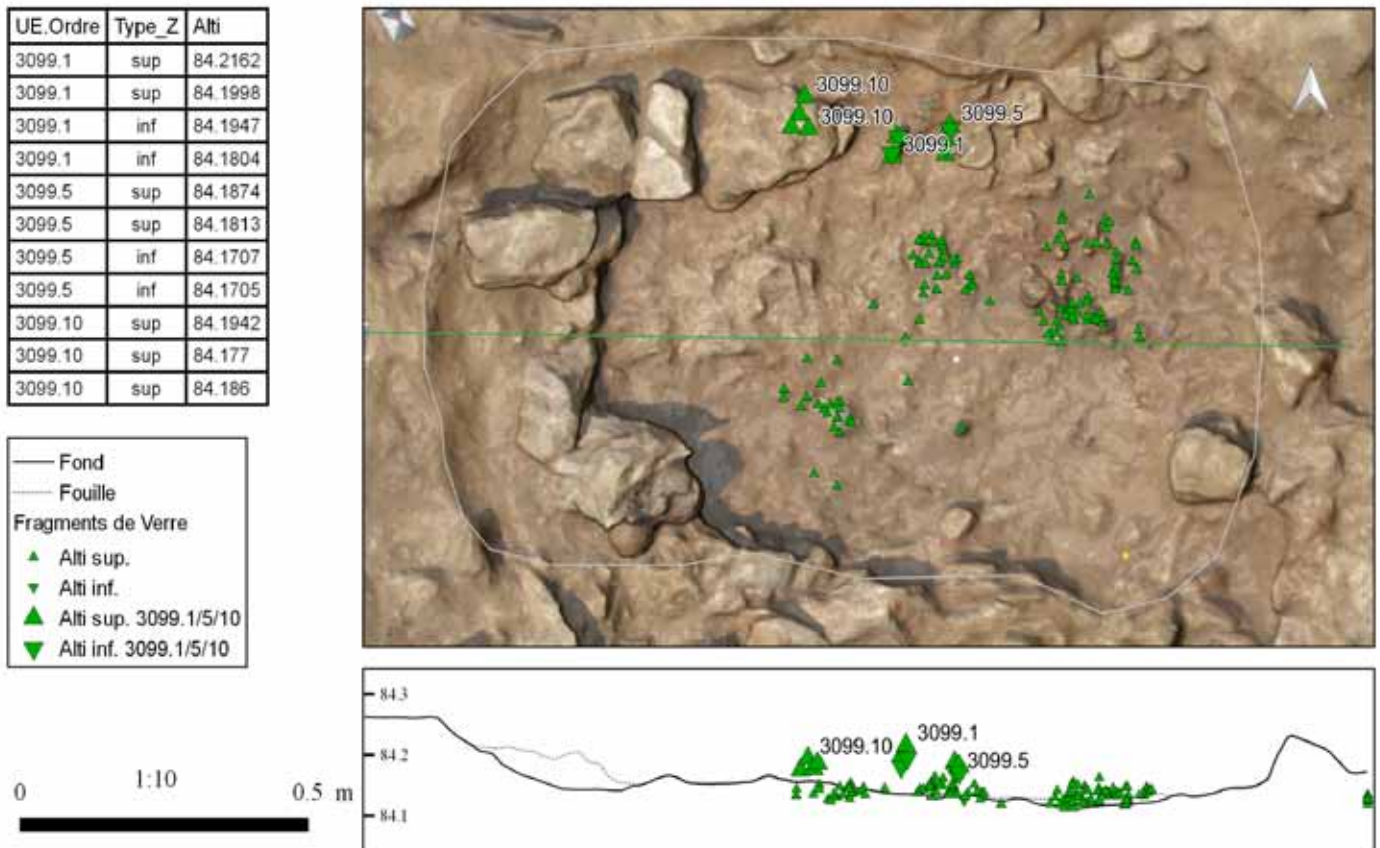 UE.Ordre Type_Z Alti
3099.1 sup 84.2162
3099.1 sup 84.1998
3099.1 inf 84.1947
3099.1 inf 84.1804
3099.5 sup 84.1874
3099.5 sup 84.1813
3099.5 inf 84.1707
3099.5 inf 84.1705
3099.10 sup 84.1942
3099.10 sup 84.177
3099.10 sup 84.186
Fond
Fouille
Fragments de Verre
Alti sup.
Alti inf.
Alti sup. 3099.1/5/10
Alti inf. 3099.1/5/10
1:10
0 0.5 m
3099.10
3099.10
3099.5
3099.1
84.3
84.2
84.1
3099.10
3099.1
3099.5